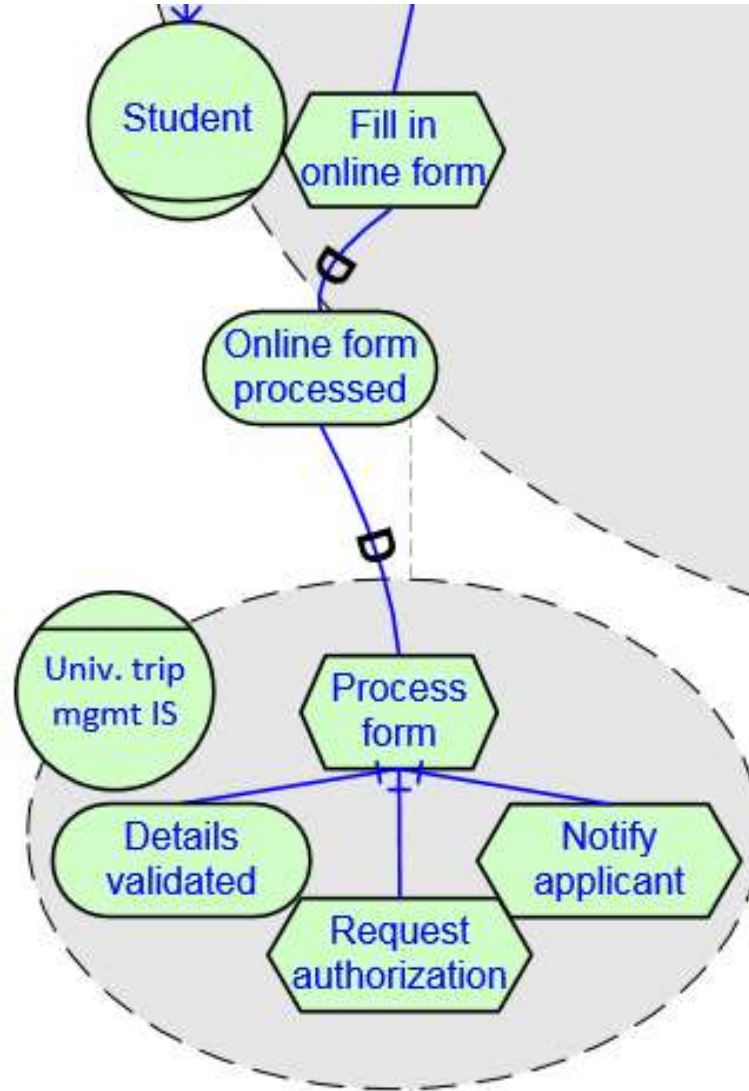 Student
Fill in
online form
D
Online form
processed
D
Univ. trip
mgmt IS
Process
form
Details
validated
Notify
applicant
Request
authorization